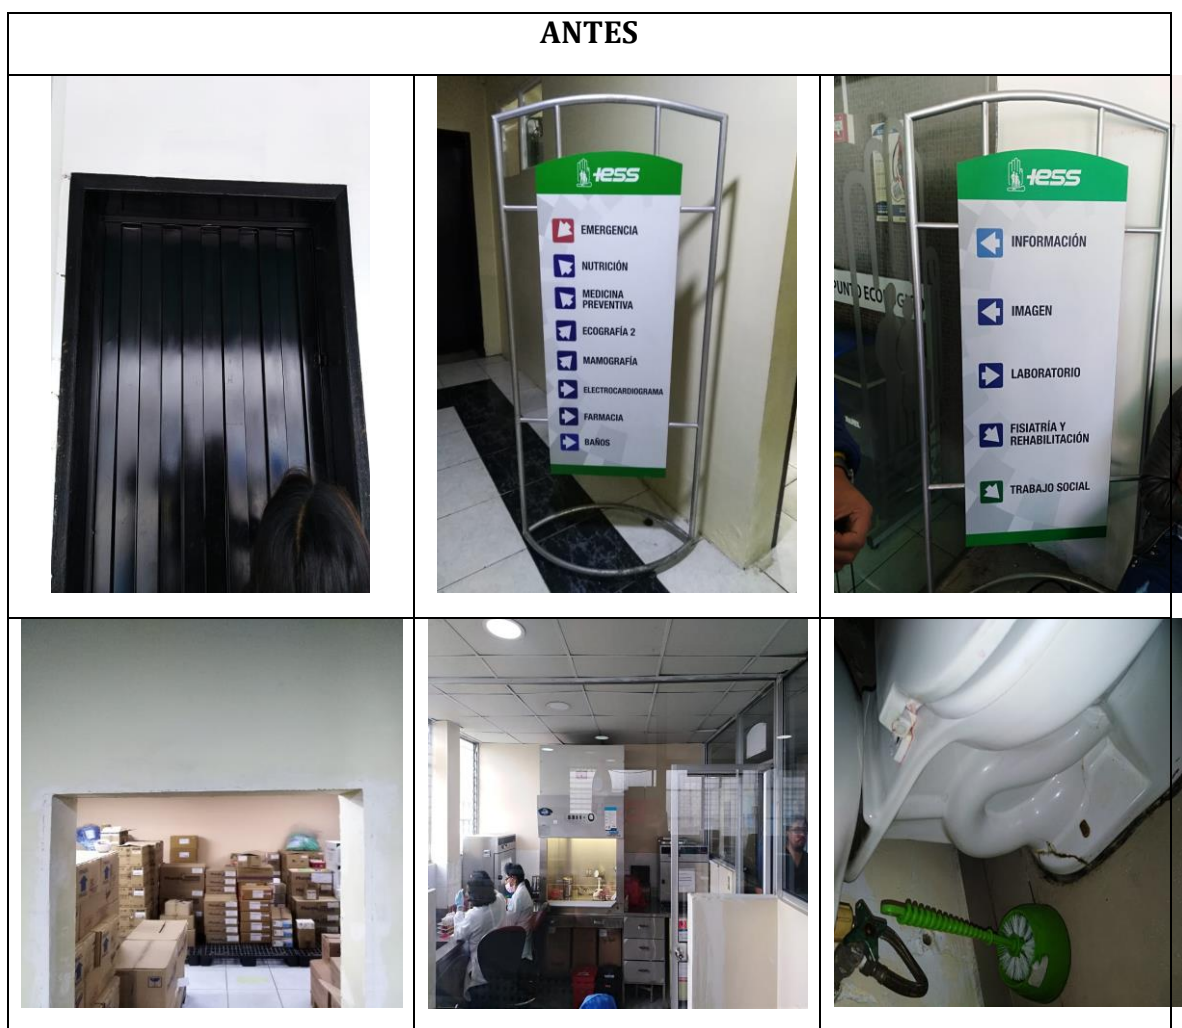 ANTES
IESS
EMERGENCIA
NUTRICIÓN
MEDICINA
PREVENTIVA
ECOGRAFÍA 2
MAMOGRAFÍA
ELECTROCARDIOGRAMA
FARMACIA
BAÑOS
IESS
INFORMACIÓN
IMAGEN
LABORATORIO
FISIATRÍA Y
REHABILITACIÓN
TRABAJO SOCIAL
PUNTO